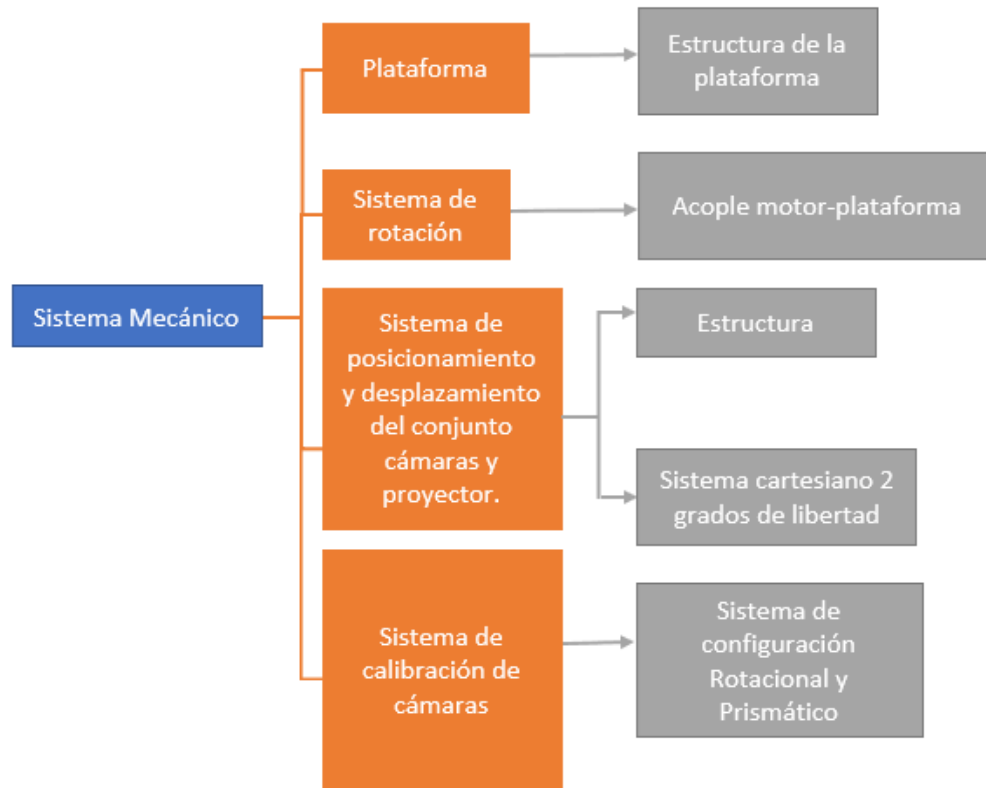 Plataforma
Estructura de la
plataforma
Sistema de
rotación
Acople motor-plataforma
Sistema Mecánico
Sistema de
posicionamiento
y desplazamiento
del conjunto
cámaras y
proyector.
Estructura
Sistema cartesiano 2
grados de libertad
Sistema de
calibración de
cámaras
Sistema de
configuración
Rotacional y
Prismático